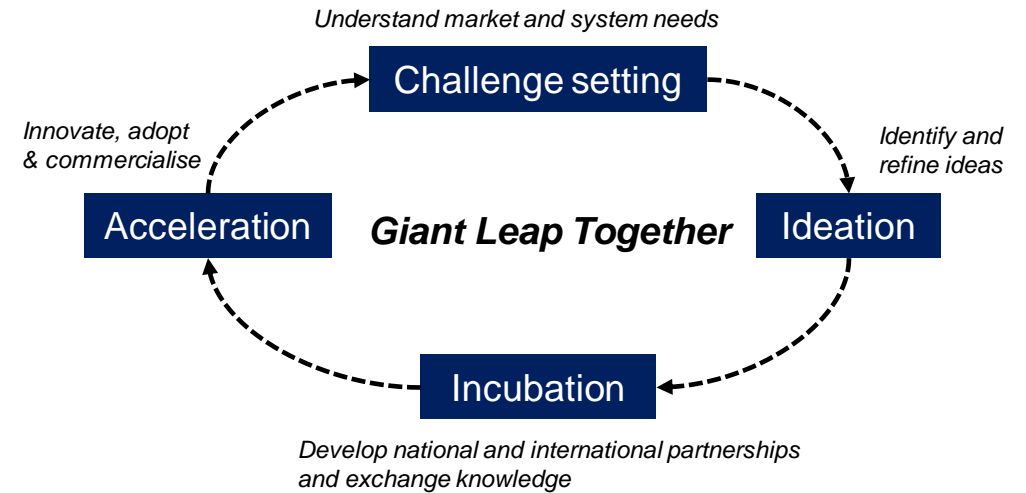 Understand market and system needs
Challenge setting
Innovate, adopt
& commercialise
Identify and
refine ideas
Acceleration
Giant Leap Together
Ideation
Incubation
Develop national and international partnerships
and exchange knowledge